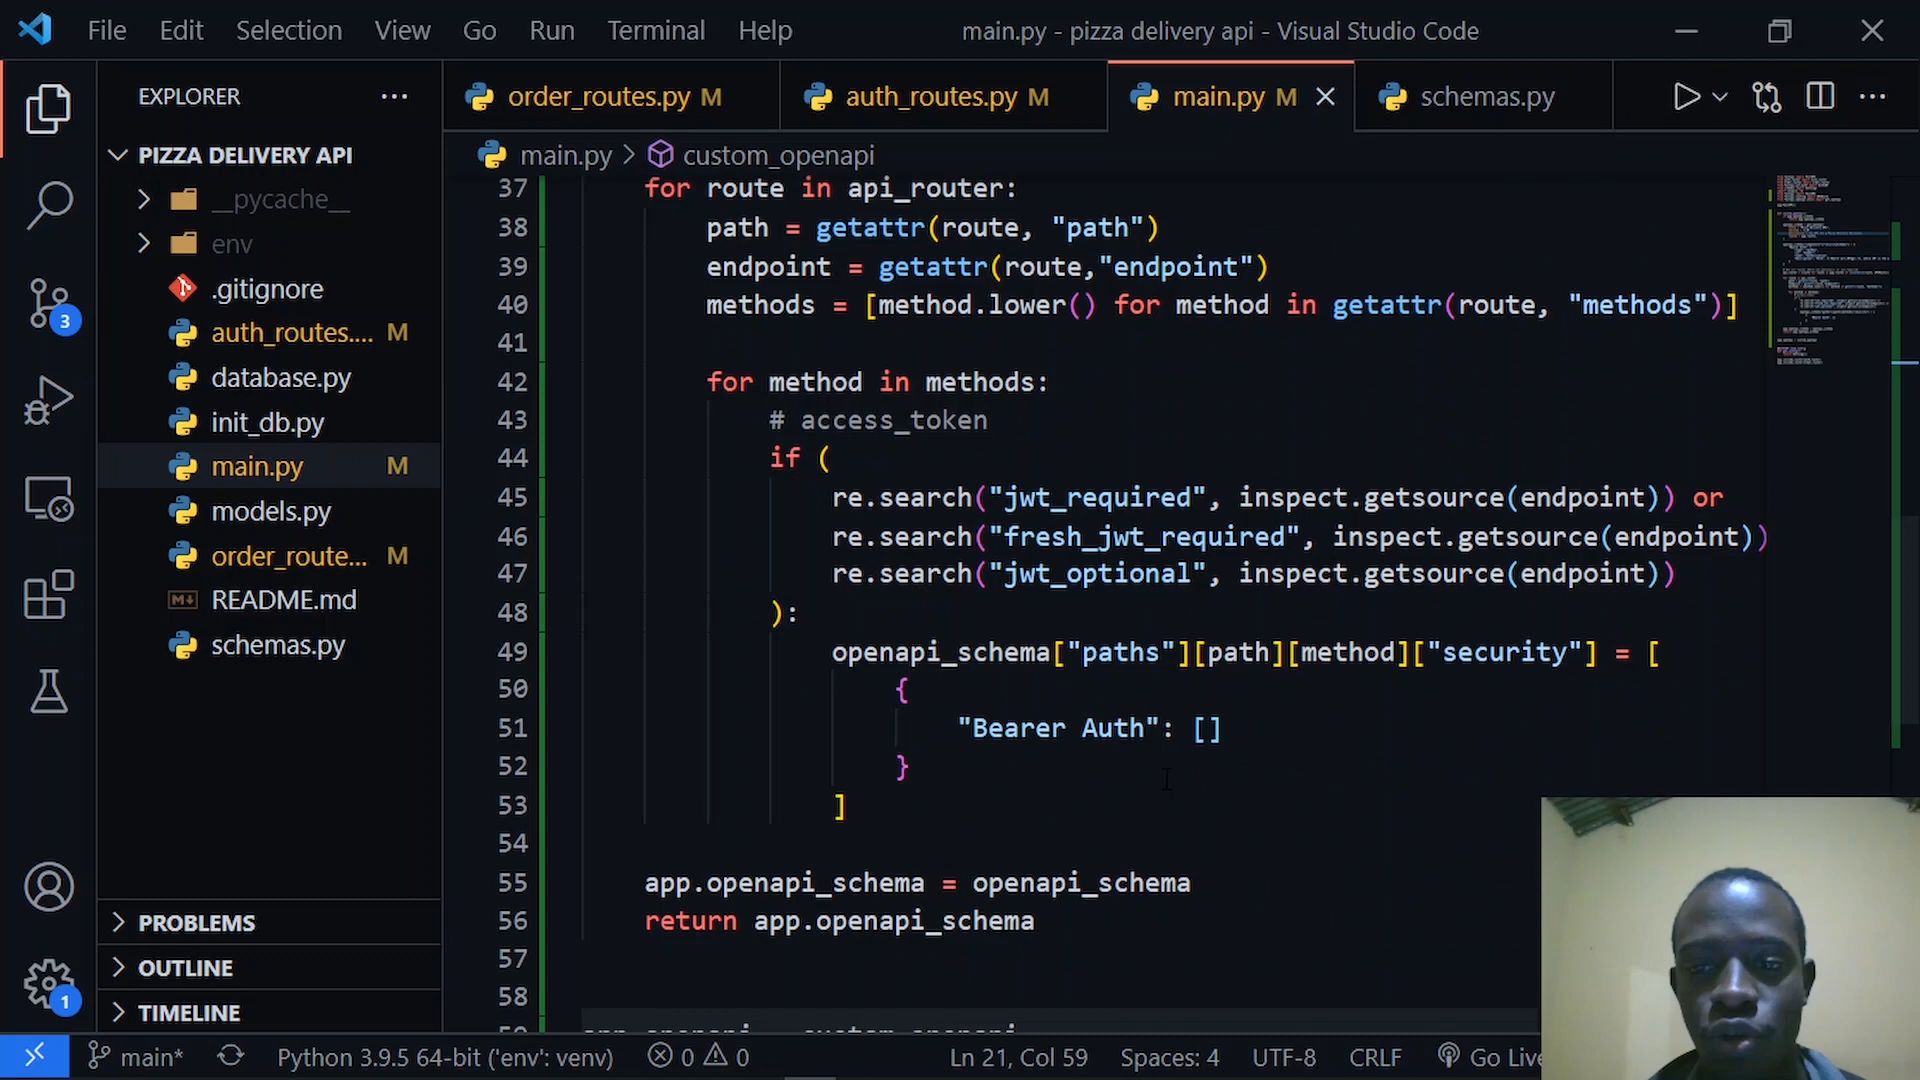 File Edit Selection View Go Run Terminal Help main.py - pizza delivery api - Visual Studio Code
EXPLORER
order_routes.py M auth_routes.py M main.py M schemas.py
PIZZA DELIVERY API
main.py > custom_openapi
__pycache__
env
.gitignore
auth_routes.... M
database.py
init_db.py
main.py M
models.py
order_route... M
README.md
schemas.py
3
PROBLEMS
OUTLINE
TIMELINE
1
37 for route in api_router:
38 path = getattr(route, "path")
39 endpoint = getattr(route,"endpoint")
40 methods = [method.lower() for method in getattr(route, "methods")]
41
42 for method in methods:
43 # access_token
44 if (
45 re.search("jwt_required", inspect.getsource(endpoint)) or
46 re.search("fresh_jwt_required", inspect.getsource(endpoint))
47 re.search("jwt_optional", inspect.getsource(endpoint))
48 ):
49 openapi_schema["paths"][path][method]["security"] = [
50 {
51 "Bearer Auth": []
52 }
53 ]
54
55 app.openapi_schema = openapi_schema
56 return app.openapi_schema
57
58
main* Python 3.9.5 64-bit ('env': venv) 0 0 Ln 21, Col 59 Spaces: 4 UTF-8 CRLF Go Live